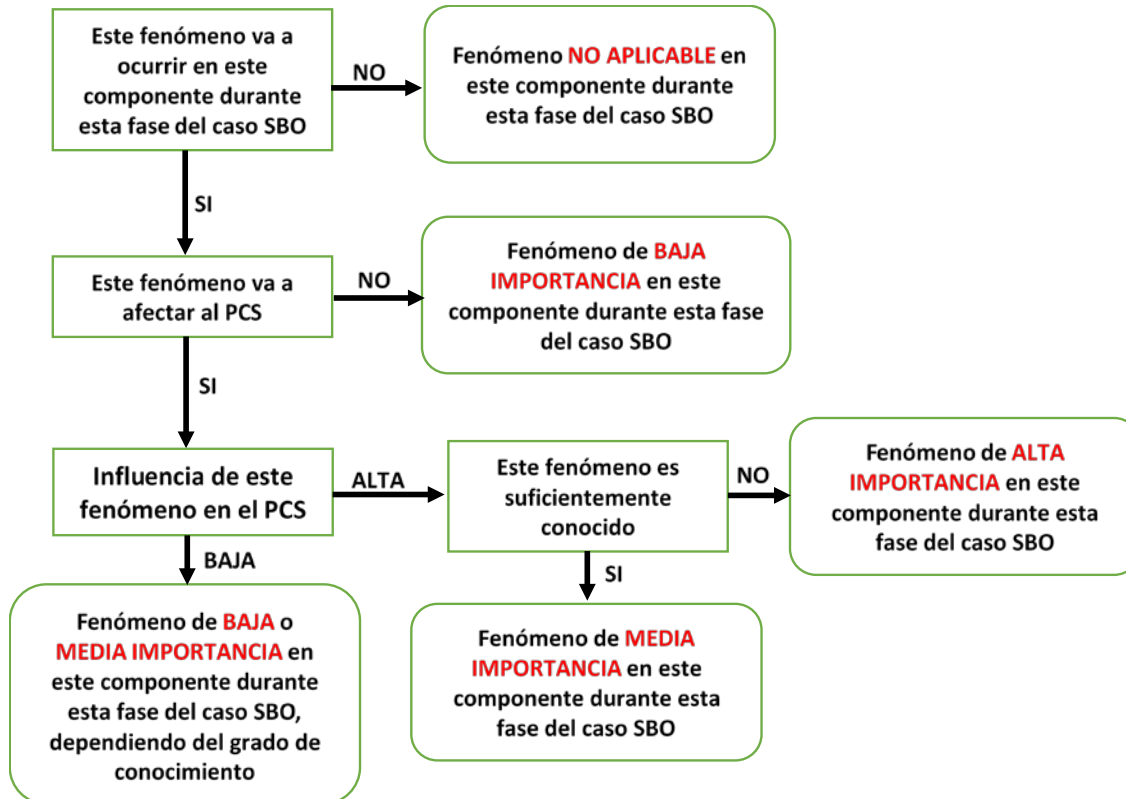 Este fenómeno va a
ocurrir en este
componente durante
esta fase del caso SBO
NO
Fenómeno NO APLICABLE en
este componente durante
esta fase del caso SBO
SI
Este fenómeno va a
afectar al PCS
NO
Fenómeno de BAJA
IMPORTANCIA en este
componente durante esta fase
del caso SBO
SI
Influencia de este
fenómeno en el PCS
ALTA
Este fenómeno es
suficientemente
conocido
NO
Fenómeno de ALTA
IMPORTANCIA en este
componente durante esta
fase del caso SBO
BAJA
SI
Fenómeno de BAJA o
MEDIA IMPORTANCIA en
este componente durante
esta fase del caso SBO,
dependiendo del grado de
conocimiento
Fenómeno de MEDIA
IMPORTANCIA en este
componente durante esta
fase del caso SBO